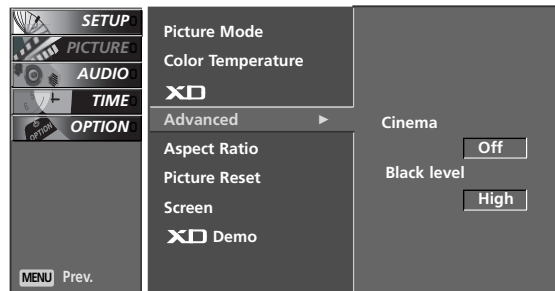 SETUP
PICTURE
AUDIO
TIME
OPTION
MENU Prev.
Picture Mode
Color Temperature
XD
Advanced ►
Aspect Ratio
Picture Reset
Screen
XD Demo
Cinema
Off
Black level
High